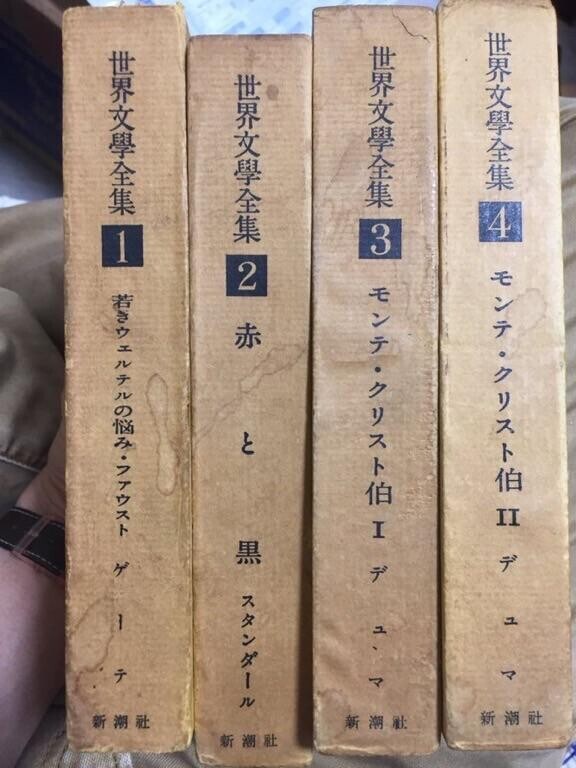 世界文學全集
1
若きウェルテルの悩み・ファウスト
ゲーテ
新潮社
世界文學全集
2
赤と黒
スタンダール
新潮社
世界文學全集
3
モンテ・クリスト伯 I
デュマ
新潮社
世界文學全集
4
モンテ・クリスト伯 II
デュマ
新潮社